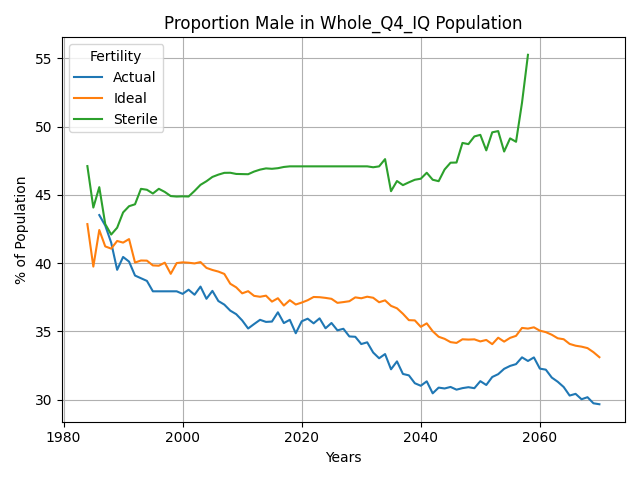 Proportion Male in Whole_Q4_IQ Population
Fertility
Actual
Ideal
Sterile
% of Population
55
50
45
40
35
30
1980
2000
2020
2040
2060
Years